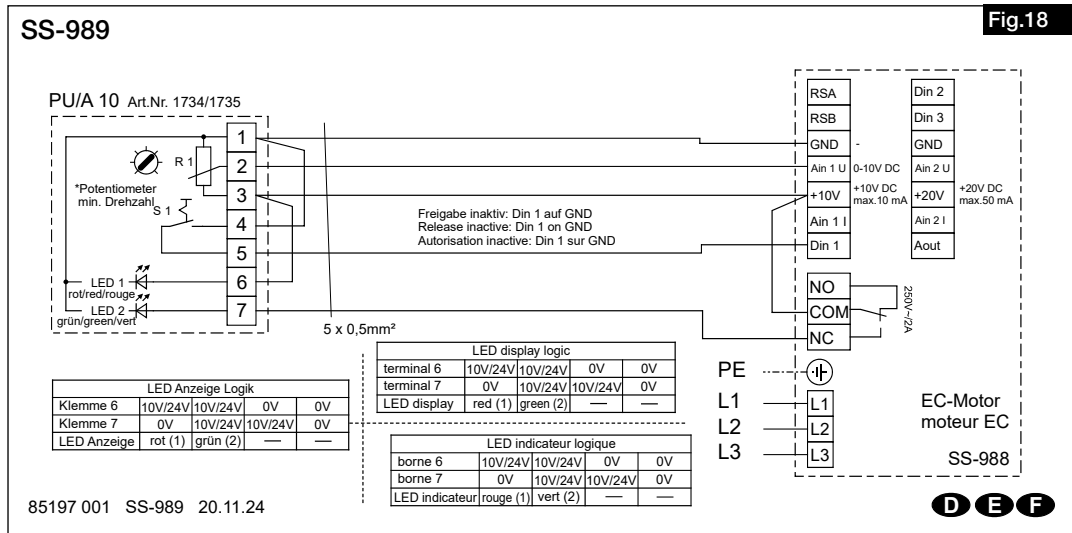 SS-989
Fig.18
PU/A 10 Art.Nr. 1734/1735
1
2
3
4
5
6
7
R 1
*Potentiometer
min. Drehzahl
S 1
LED 1
rot/red/rouge
LED 2
grün/green/vert
5 x 0,5mm²
Freigabe inaktiv: Din 1 auf GND
Release inactive: Din 1 on GND
Autorisation inactive: Din 1 sur GND
RSA
RSB
GND -
Ain 1 U 0-10V DC
+10V +10V DC
max.10 mA
Ain 1 I
Din 1
Din 2
Din 3
GND
Ain 2 U
+20V +20V DC
max.50 mA
Ain 2 I
Aout
NO
COM
NC
250V~/2A
PE
L1 L1
L2 L2
L3 L3
EC-Motor
moteur EC
SS-988
LED Anzeige Logik
Klemme 6 10V/24V 10V/24V 0V 0V
Klemme 7 0V 10V/24V 10V/24V 0V
LED Anzeige rot (1) grün (2) — —
LED display logic
terminal 6 10V/24V 10V/24V 0V 0V
terminal 7 0V 10V/24V 10V/24V 0V
LED display red (1) green (2) — —
LED indicateur logique
borne 6 10V/24V 10V/24V 0V 0V
borne 7 0V 10V/24V 10V/24V 0V
LED indicateur rouge (1) vert (2) — —
85197 001 SS-989 20.11.24
D E F